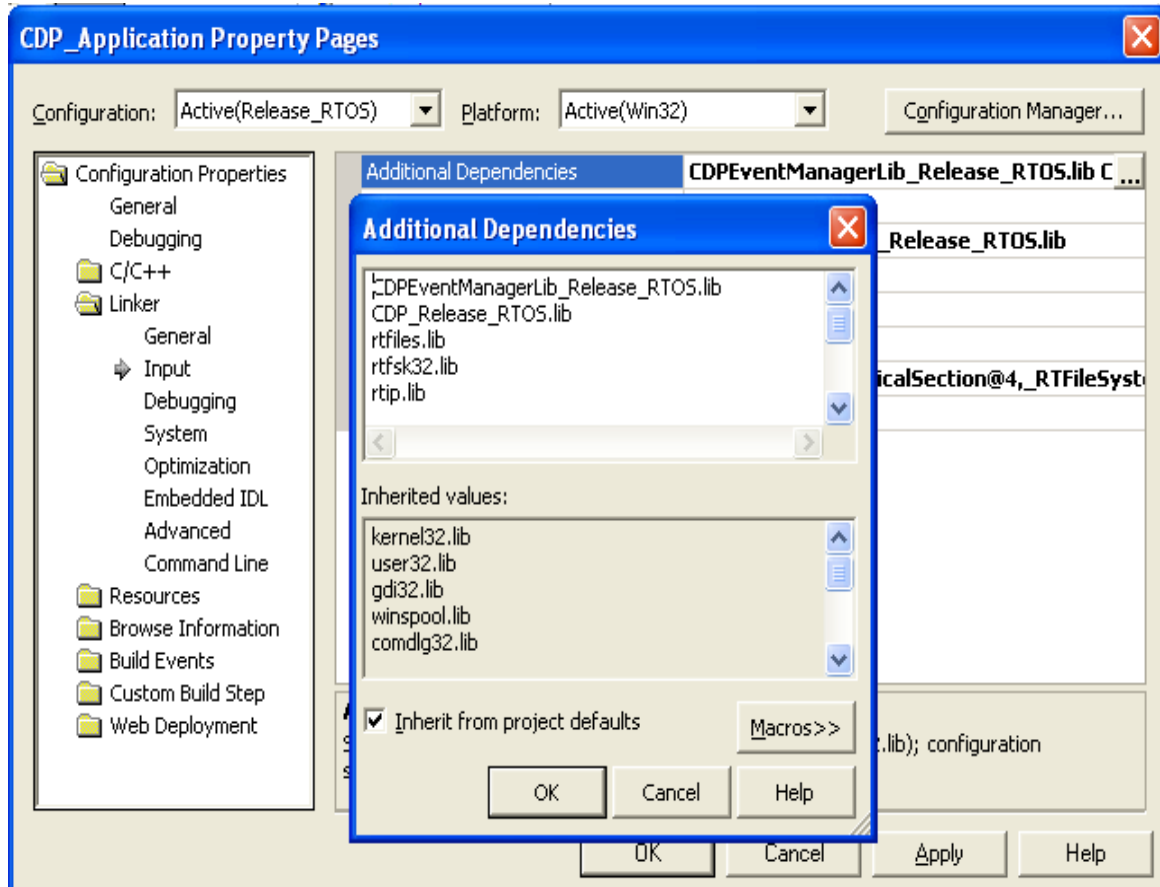 CDP_Application Property Pages
Configuration: Active(Release_RTOS) Platform: Active(Win32) Configuration Manager...
Configuration Properties
General
Debugging
C/C++
Linker
General
Input
Debugging
System
Optimization
Embedded IDL
Advanced
Command Line
Resources
Browse Information
Build Events
Custom Build Step
Web Deployment
Additional Dependencies CDPEventManagerLib_Release_RTOS.lib C ...
_Release_RTOS.lib
icalSection@4,_RTFileSyst
Additional Dependencies
CDPEventManagerLib_Release_RTOS.lib
CDP_Release_RTOS.lib
rtfiles.lib
rtfsk32.lib
rtip.lib
Inherited values:
kernel32.lib
user32.lib
gdi32.lib
winspool.lib
comdlg32.lib
Inherit from project defaults
Macros>>
OK Cancel Help
.lib); configuration
OK Cancel Apply Help